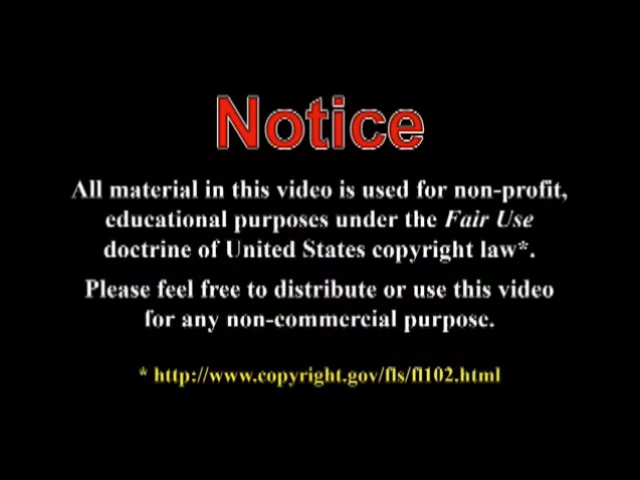 Notice
All material in this video is used for non-profit,
educational purposes under the Fair Use
doctrine of United States copyright law*.
Please feel free to distribute or use this video
for any non-commercial purpose.
* http://www.copyright.gov/fls/fl102.html